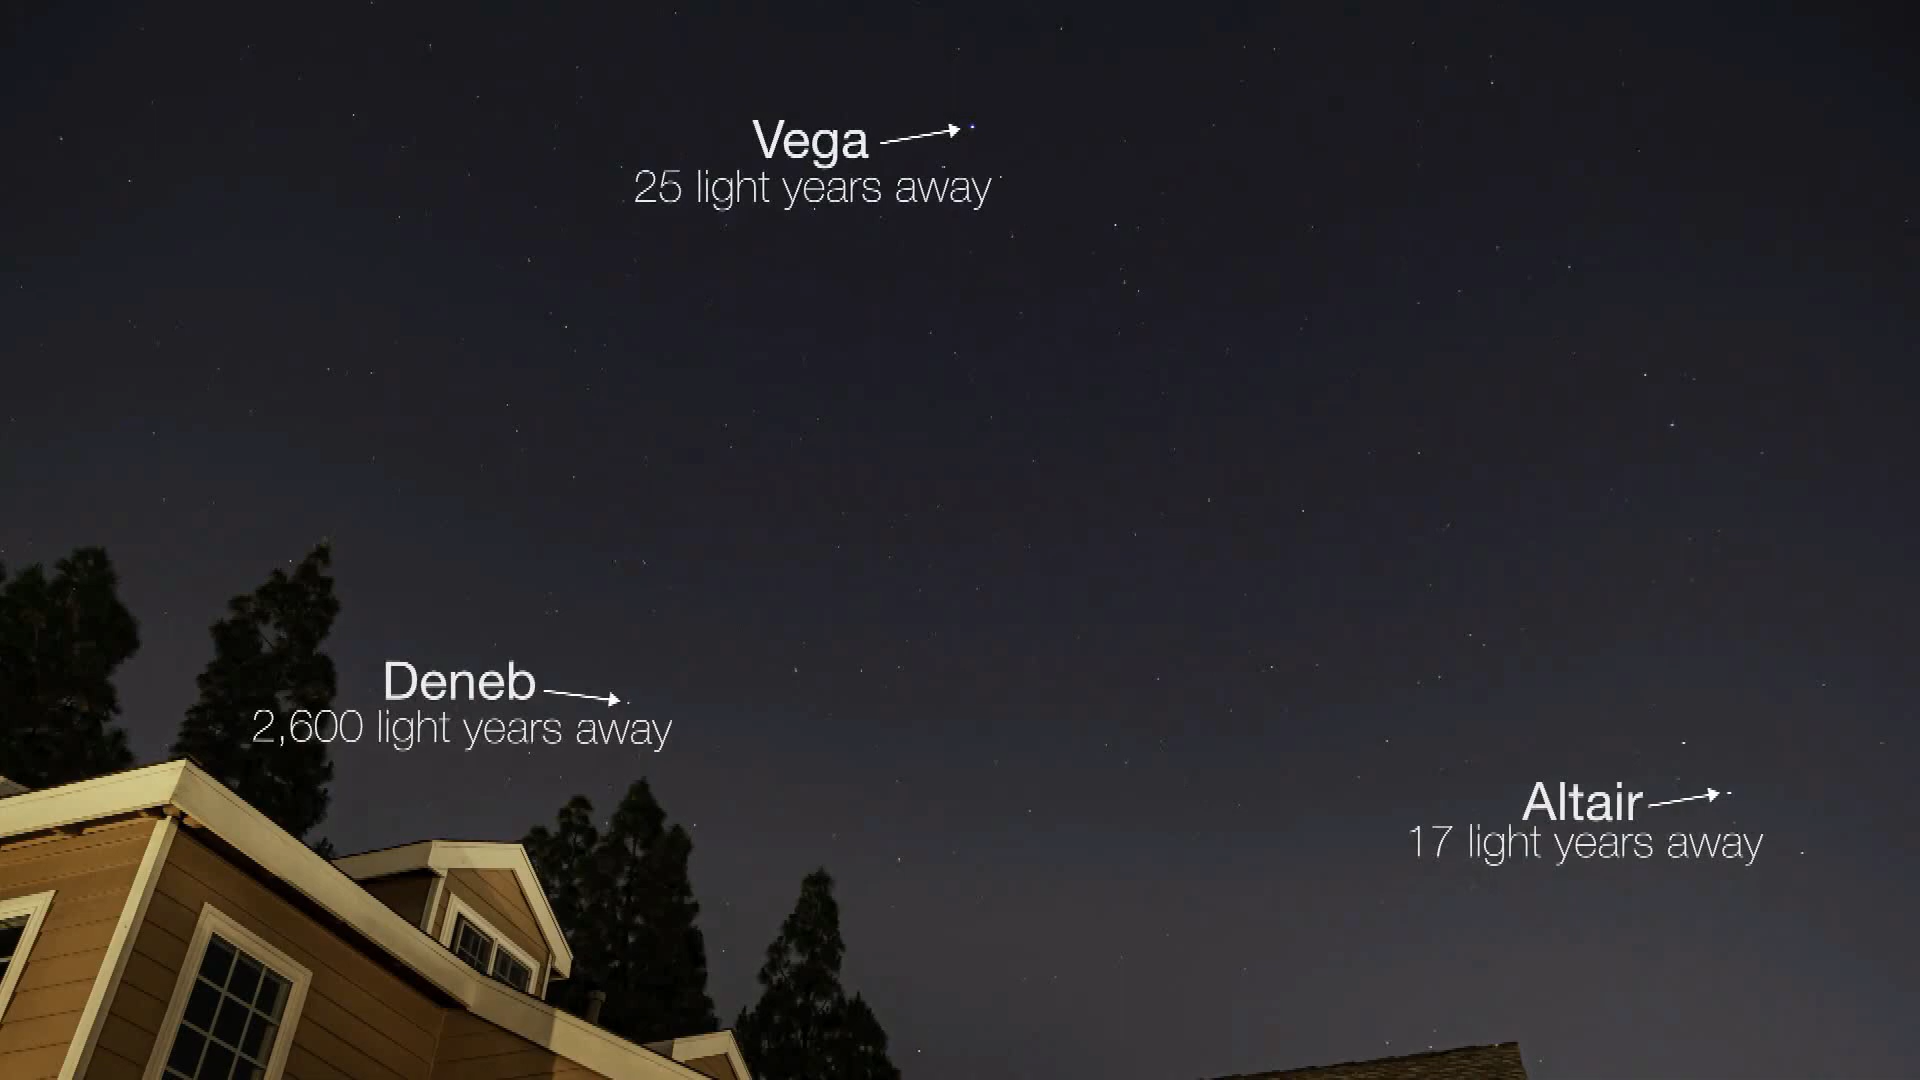 Vega
25 light years away
Deneb
2,600 light years away
Altair
17 light years away